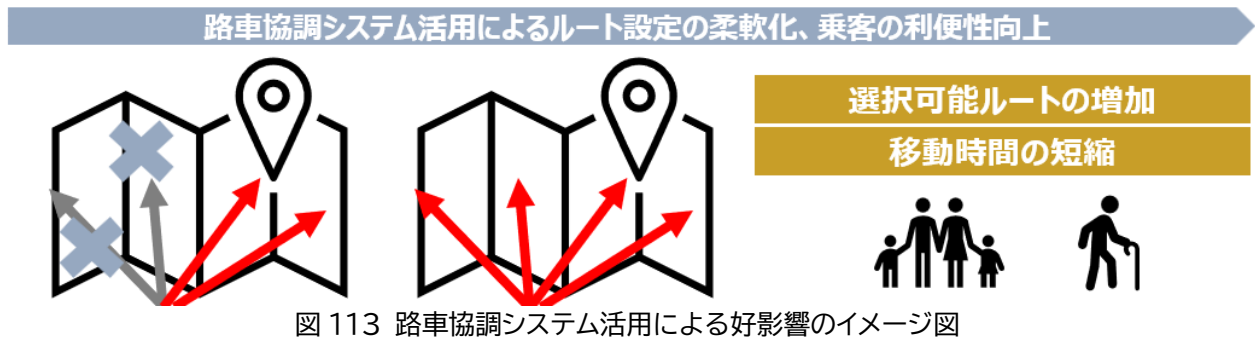 路車協調システム活用によるルート設定の柔軟化、乗客の利便性向上
選択可能ルートの増加
移動時間の短縮
図 113 路車協調システム活用による好影響のイメージ図